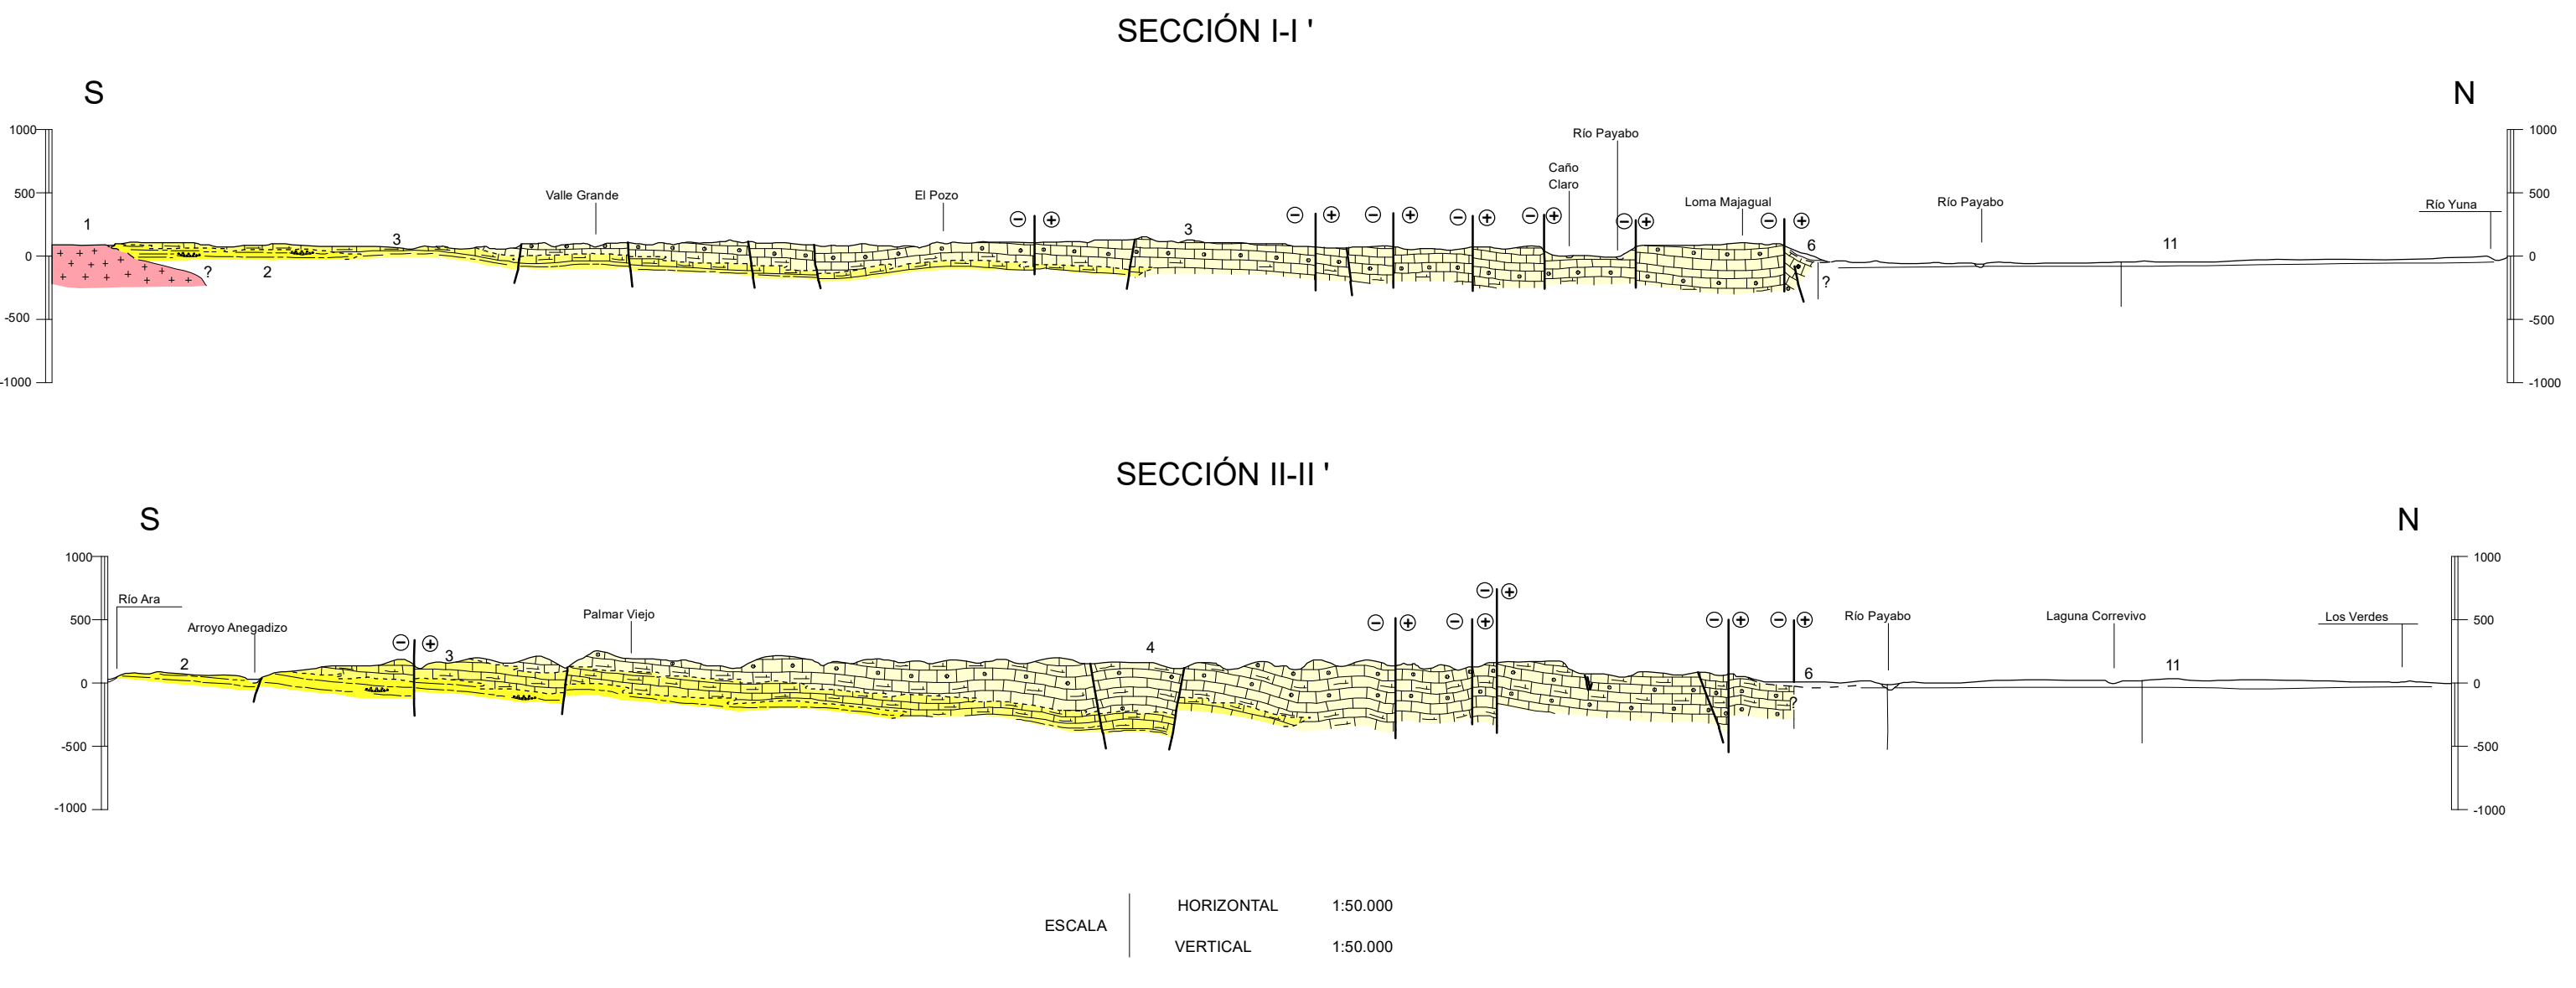 SECCIÓN I-I '
S
N
1000
500
0
-500
-1000
1
?
2
3
Valle Grande
El Pozo
3
Caño
Claro
Río Payabo
Loma Majagual
6
?
Río Payabo
11
Río Yuna
1000
500
0
-500
-1000
SECCIÓN II-II '
S
N
1000
500
0
-500
-1000
Río Ara
2
Arroyo Anegadizo
3
Palmar Viejo
4
6
?
Río Payabo
Laguna Correvivo
11
Los Verdes
1000
500
0
-500
-1000
ESCALA
HORIZONTAL 1:50.000
VERTICAL 1:50.000